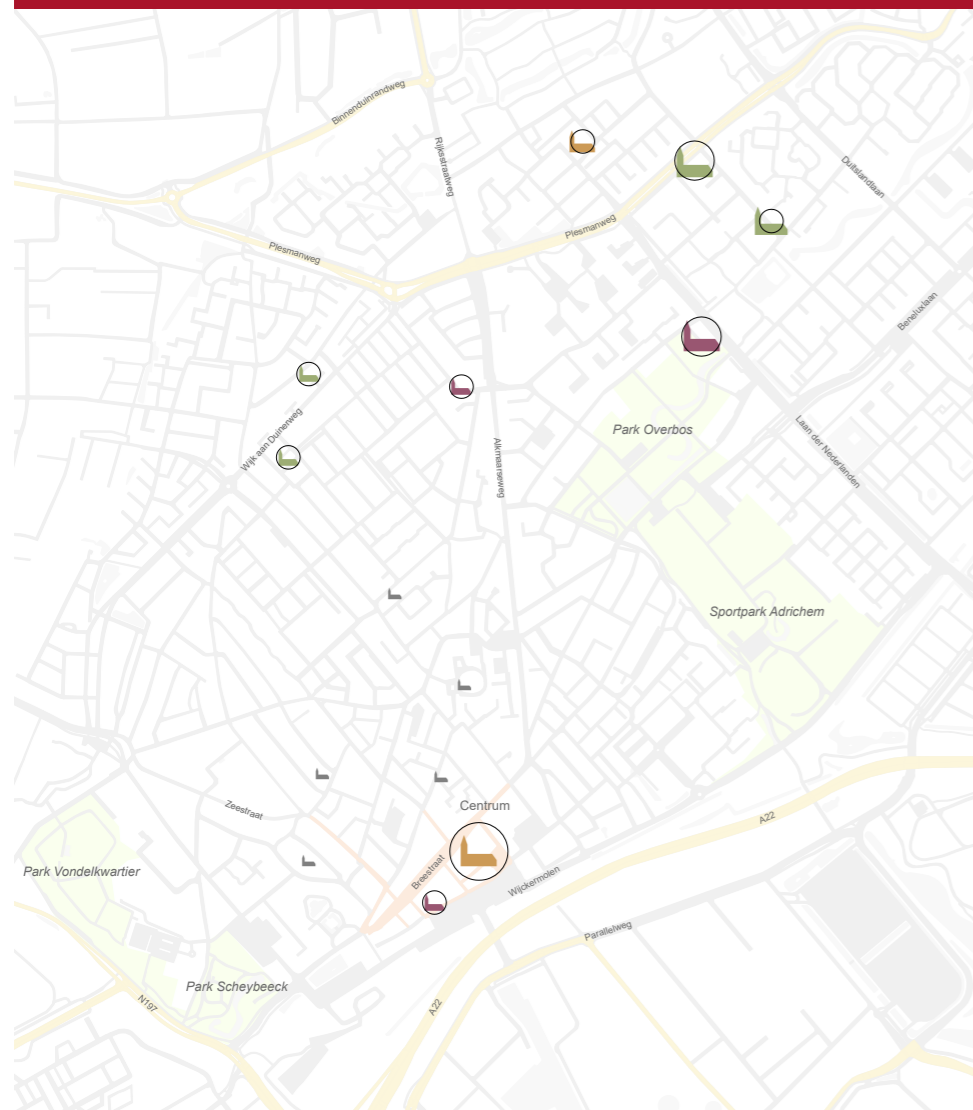 Binnenduinrandweg
Rijksstraatweg
Duitslandlaan
Plesmanweg
Plesmanweg
Beneluxlaan
Wijk aan Duinerweg
Park Overbos
Laan der Nederlanden
Alkmaarseweg
Sportpark Adrichem
Zeestraat
Centrum
A22
Park Vondelkwartier
Breestraat
Wijckermolen
Parallelweg
Park Scheybeeck
N197
A22